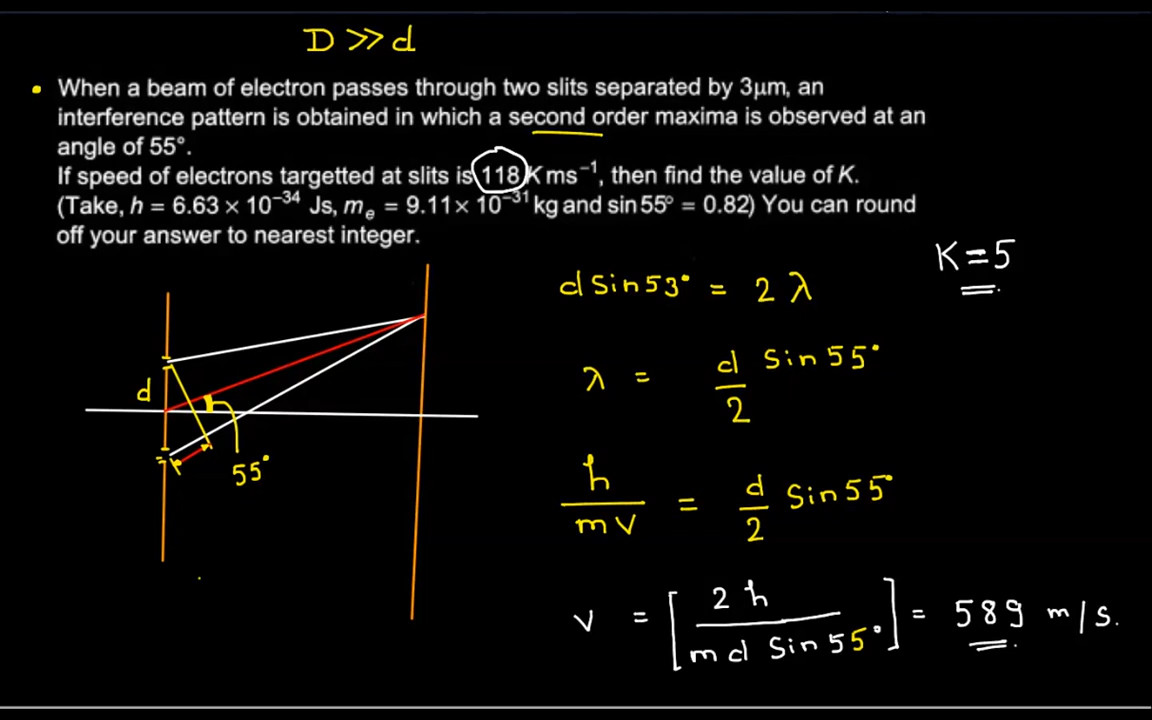 D >> d
• When a beam of electron passes through two slits separated by 3μm, an
interference pattern is obtained in which a second order maxima is observed at an
angle of 55°.
If speed of electrons targetted at slits is 118 K ms⁻¹, then find the value of K.
(Take, h = 6.63 × 10⁻³⁴ Js, mₑ = 9.11× 10⁻³¹ kg and sin55° = 0.82) You can round
off your answer to nearest integer.
K = 5
d Sin 53° = 2 λ
λ = d/2 Sin 55°
d
55°
h/mv = d/2 Sin 55°
v = [2h / md Sin 55°] = 589 m/s.